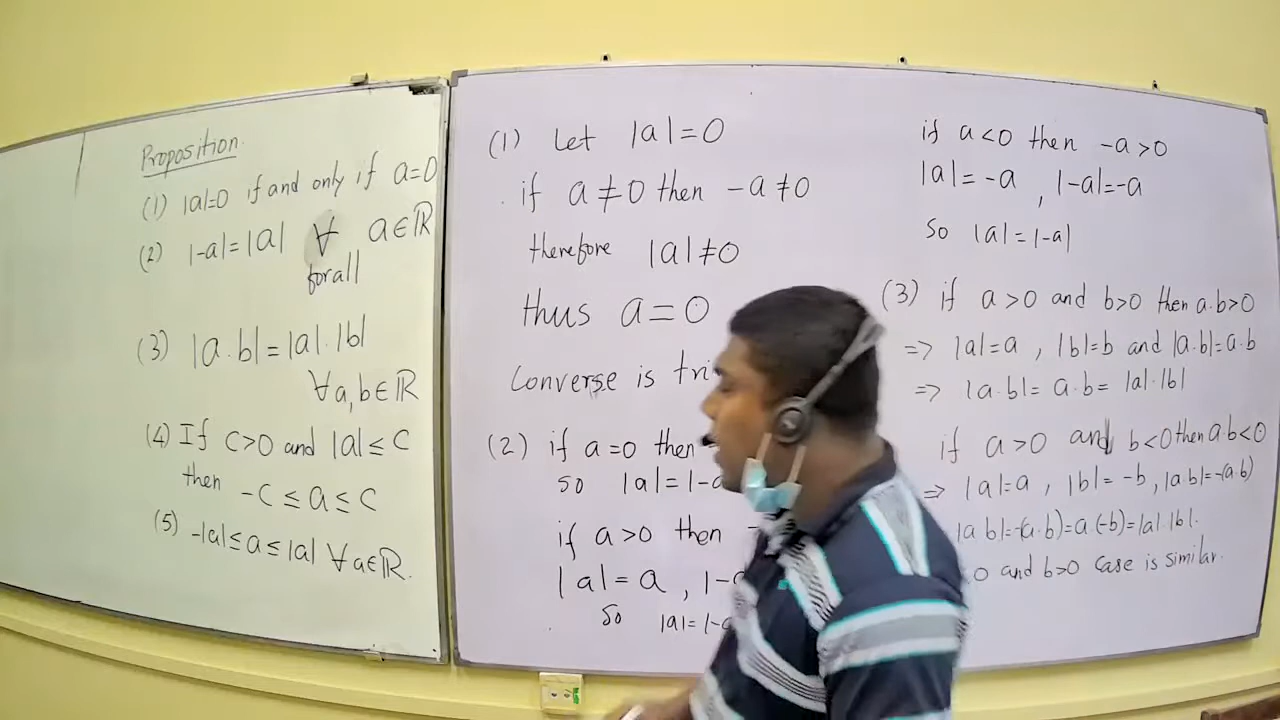 Proposition.
(1) |a|=0 if and only if a=0
(2) |-a|=|a| ∀ a∈ℝ
for all
(3) |a.b|=|a|.|b|
∀a,b∈ℝ
(4) If c>0 and |a|≤c
then -c≤a≤c
(5) -|a|≤a≤|a| ∀a∈ℝ.
(1) Let |a|=0
if a≠0 then -a≠0
therefore |a|≠0
thus a=0
Converse is
(2) if a=0 then
so |a|=|-
if a>0 then
|a|=a, |-
So |a|=|-
if a<0 then -a>0
|a|=-a, |-a|=-a
So |a|=|-a|
(3) if a>0 and b>0 then a.b>0
=> |a|=a, |b|=b and |a.b|=a.b
=> |a.b|=a.b=|a|.|b|
if a>0 and b<0 then ab<0
=> |a|=a, |b|=-b, |a.b|=-(a.b)
|a.b|=-(a.b)=a(-b)=|a|.|b|.
0 and b>0 case is similar.